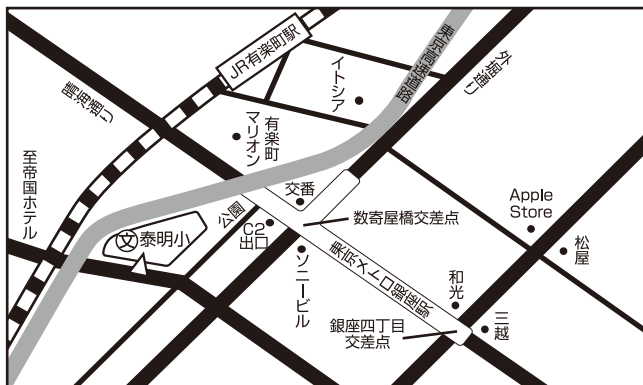 JR有楽町駅
東京高速道路
外堀通り
イトシア
晴海通り
有楽町
マリオン
至帝国ホテル
交番
数寄屋橋交差点
Apple
Store
松屋
公園
C2
出口
文
泰明小
ソニービル
東京メトロ銀座駅
和光
三越
銀座四丁目
交差点